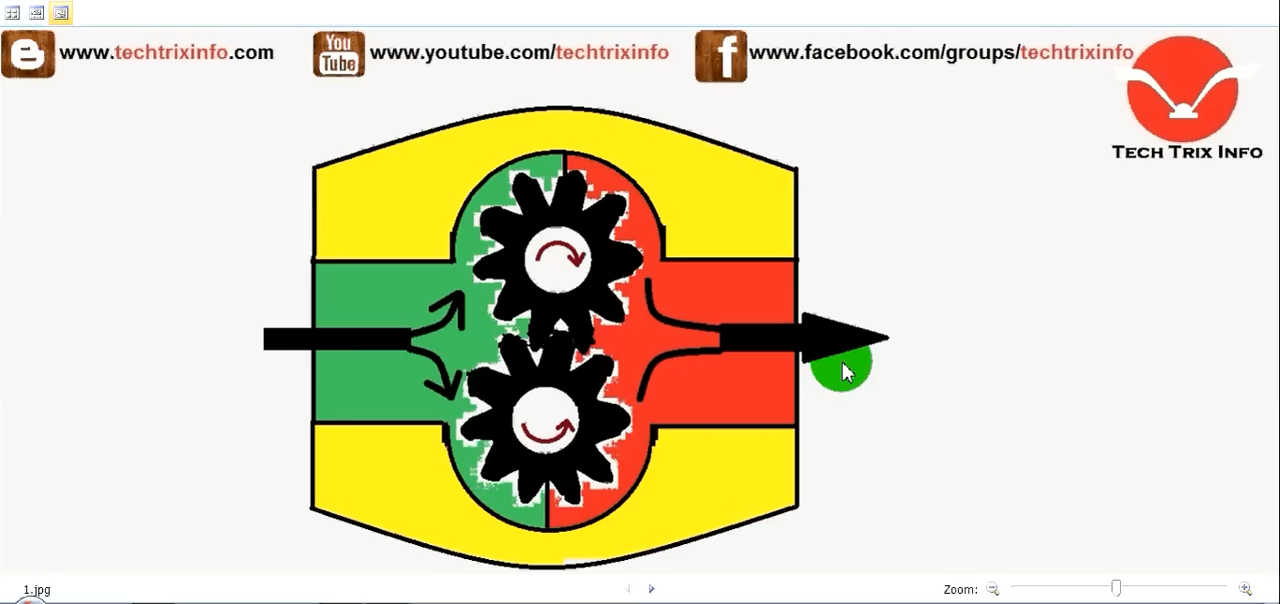 www.techtrixinfo.com
You
Tube
www.youtube.com/techtrixinfo
f
www.facebook.com/groups/techtrixinfo
TECH TRIX INFO
1.jpg
Zoom: